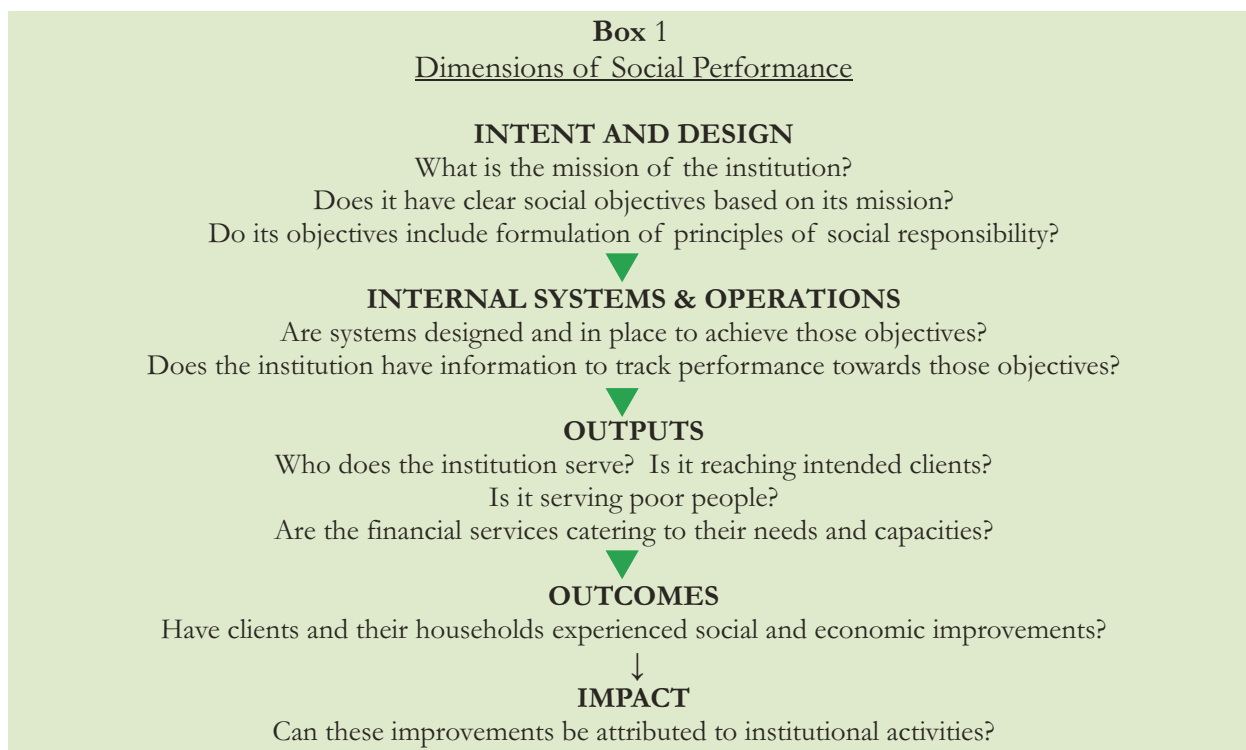 Box 1
Dimensions of Social Performance
INTENT AND DESIGN
What is the mission of the institution?
Does it have clear social objectives based on its mission?
Do its objectives include formulation of principles of social responsibility?
INTERNAL SYSTEMS & OPERATIONS
Are systems designed and in place to achieve those objectives?
Does the institution have information to track performance towards those objectives?
OUTPUTS
Who does the institution serve? Is it reaching intended clients?
Is it serving poor people?
Are the financial services catering to their needs and capacities?
OUTCOMES
Have clients and their households experienced social and economic improvements?
↓
IMPACT
Can these improvements be attributed to institutional activities?